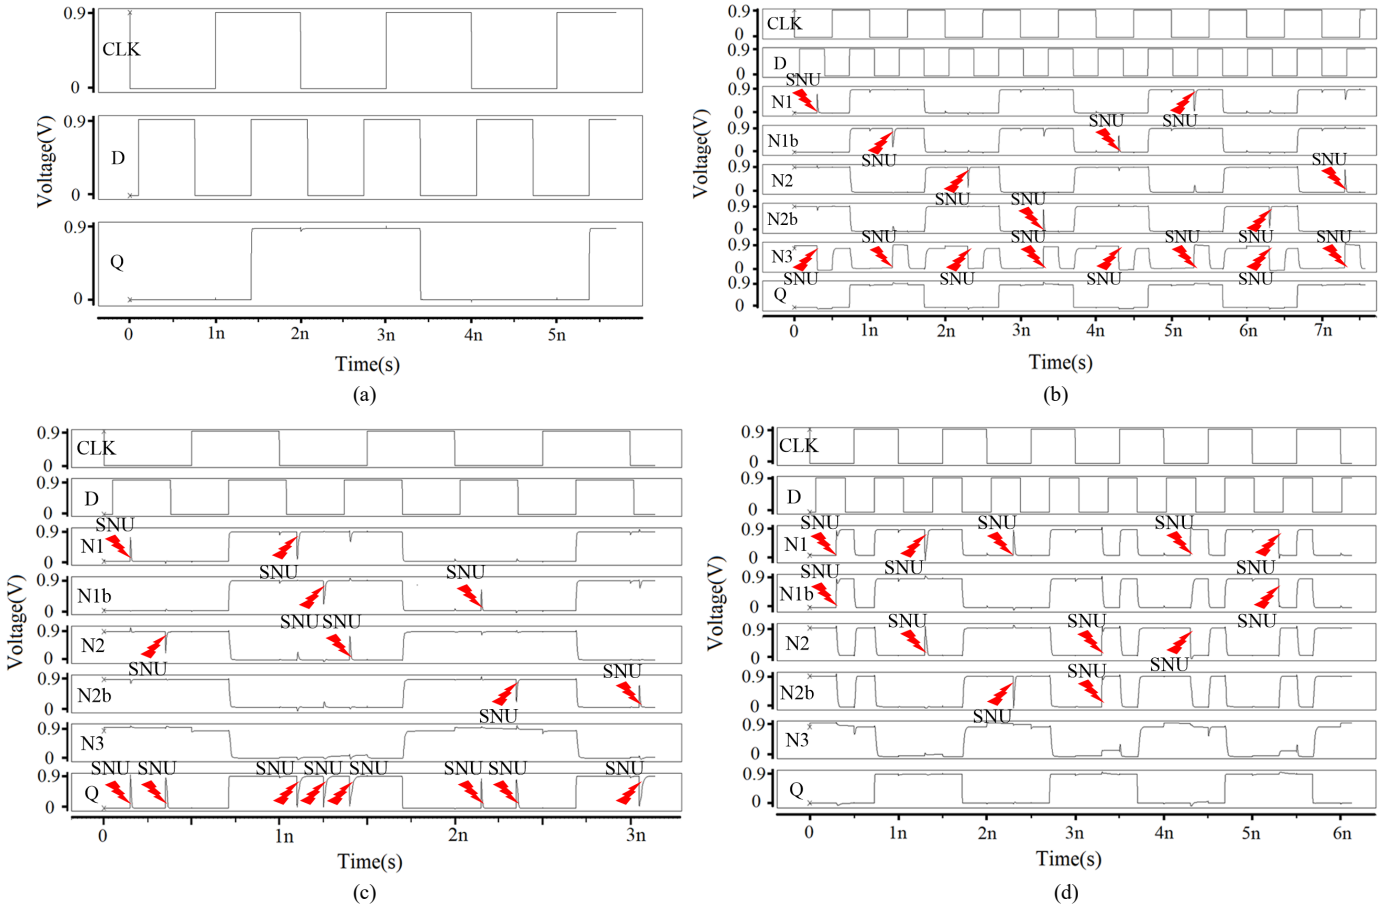 0.9
CLK
0
0.9
D
0
0.9
Q
0
Voltage(V)
0 1n 2n 3n 4n 5n
Time(s)
(a)
0.9
CLK
0
0.9
D
0
SNU
0.9
N1
0
SNU SNU
0.9
N1b
0
SNU SNU
0.9
N2
0
SNU SNU
0.9
N2b
0
SNU SNU SNU SNU SNU
0.9
N3
0
SNU SNU SNU SNU
0.9
Q
0
Voltage(V)
0 1n 2n 3n 4n 5n 6n 7n
Time(s)
(b)
0.9
CLK
0
0.9
D
0
SNU
0.9
N1
0
SNU SNU
0.9
N1b
0
SNU SNU
0.9
N2
0
SNU SNU
0.9
N2b
0
SNU
0.9
N3
0
SNU SNU SNU SNU SNU SNU SNU SNU
0.9
Q
0
Voltage(V)
0 1n 2n 3n
Time(s)
(c)
0.9
CLK
0
0.9
D
0
SNU SNU SNU
0.9
N1
0
SNU SNU SNU
0.9
N1b
0
SNU SNU SNU
0.9
N2
0
SNU SNU
0.9
N2b
0
SNU
0.9
N3
0
0.9
Q
0
Voltage(V)
0 1n 2n 3n 4n 5n 6n
Time(s)
(d)